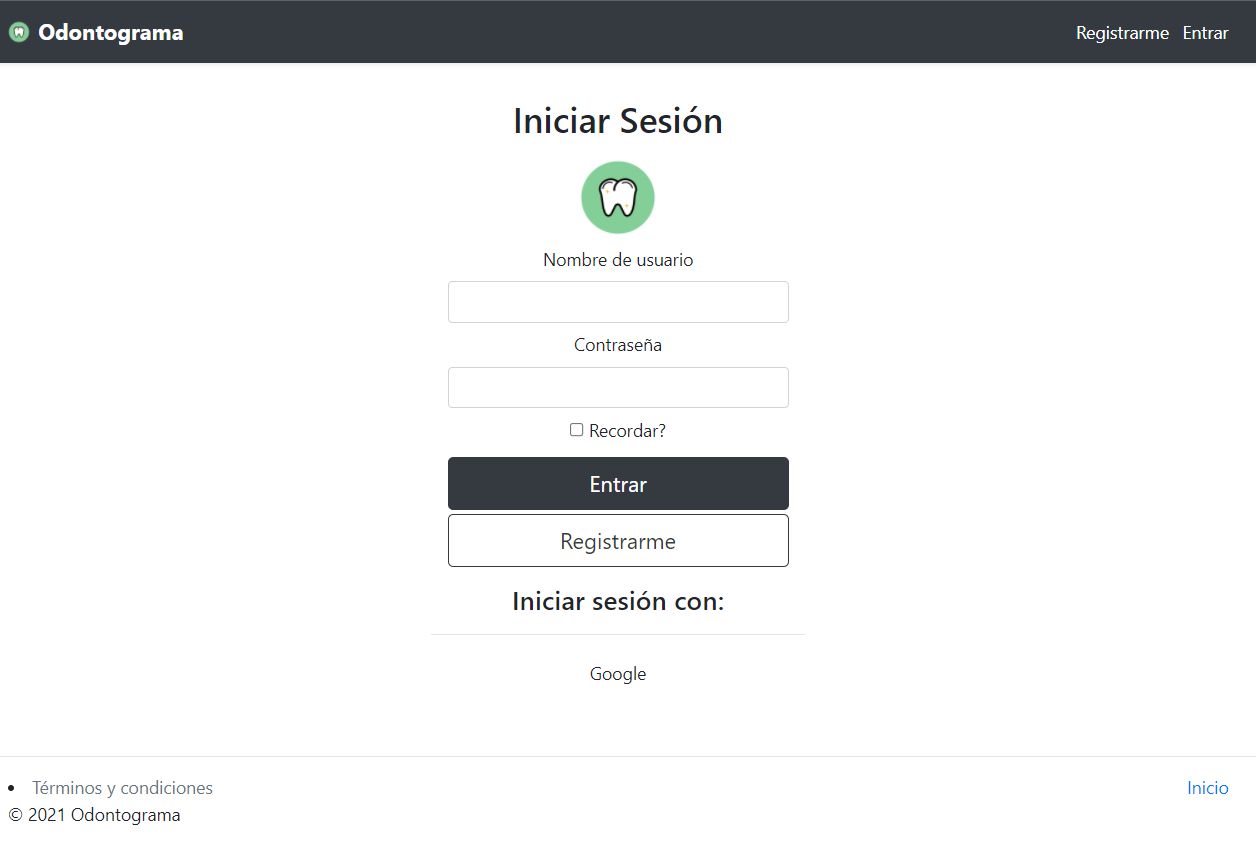 Odontograma
Registrarme Entrar
Iniciar Sesión
Nombre de usuario
Contraseña
Recordar?
Entrar
Registrarme
Iniciar sesión con:
Google
• Términos y condiciones
Inicio
© 2021 Odontograma